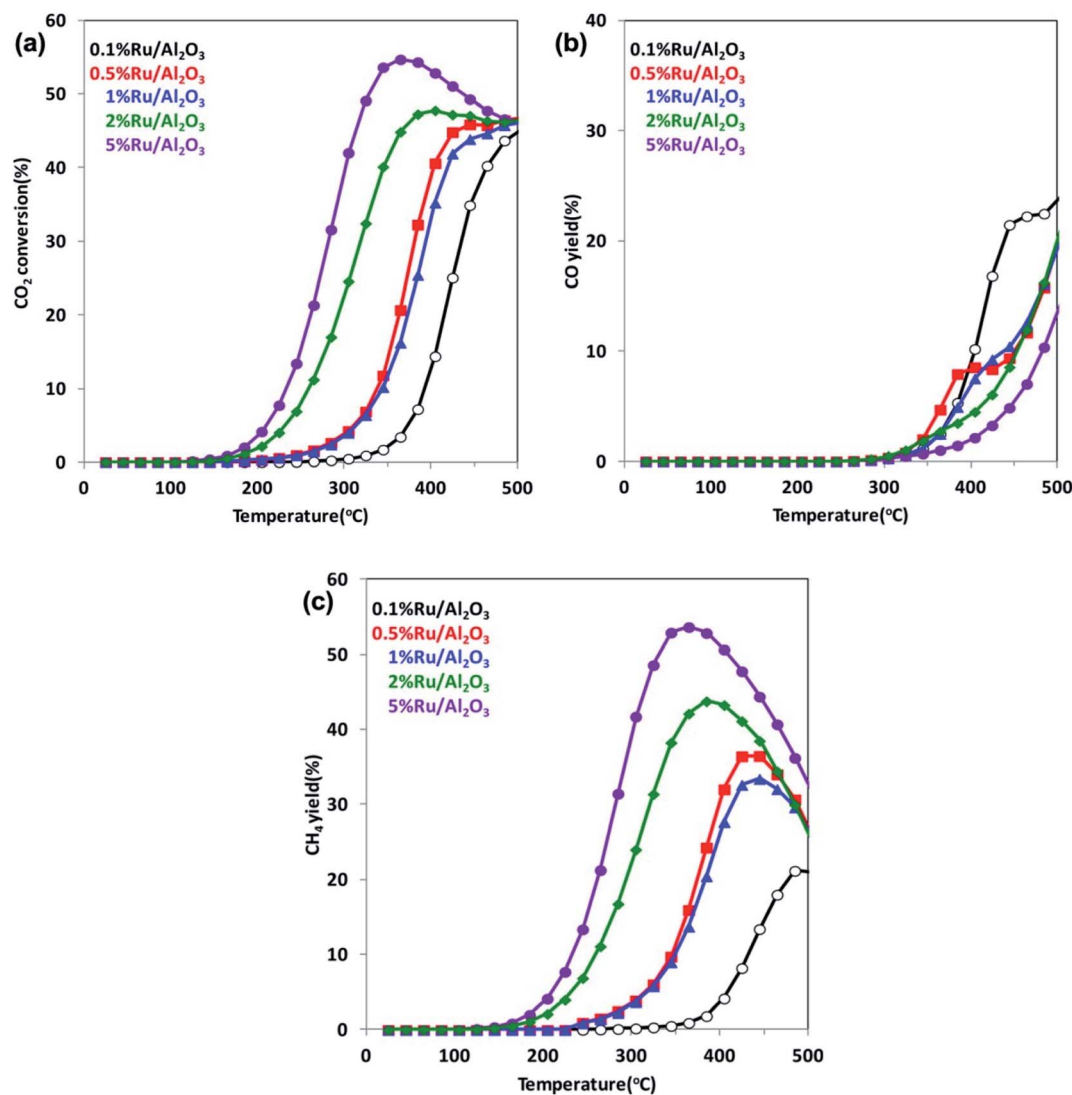 (a)
60
50
40
30
20
10
0
0
100
200
300
400
500
CO₂ conversion(%)
Temperature(°C)
0.1%Ru/Al₂O₃
0.5%Ru/Al₂O₃
1%Ru/Al₂O₃
2%Ru/Al₂O₃
5%Ru/Al₂O₃
(b)
40
30
20
10
0
0
100
200
300
400
500
CO yield(%)
Temperature(°C)
0.1%Ru/Al₂O₃
0.5%Ru/Al₂O₃
1%Ru/Al₂O₃
2%Ru/Al₂O₃
5%Ru/Al₂O₃
(c)
60
50
40
30
20
10
0
0
100
200
300
400
500
CH₄ yield(%)
Temperature(°C)
0.1%Ru/Al₂O₃
0.5%Ru/Al₂O₃
1%Ru/Al₂O₃
2%Ru/Al₂O₃
5%Ru/Al₂O₃